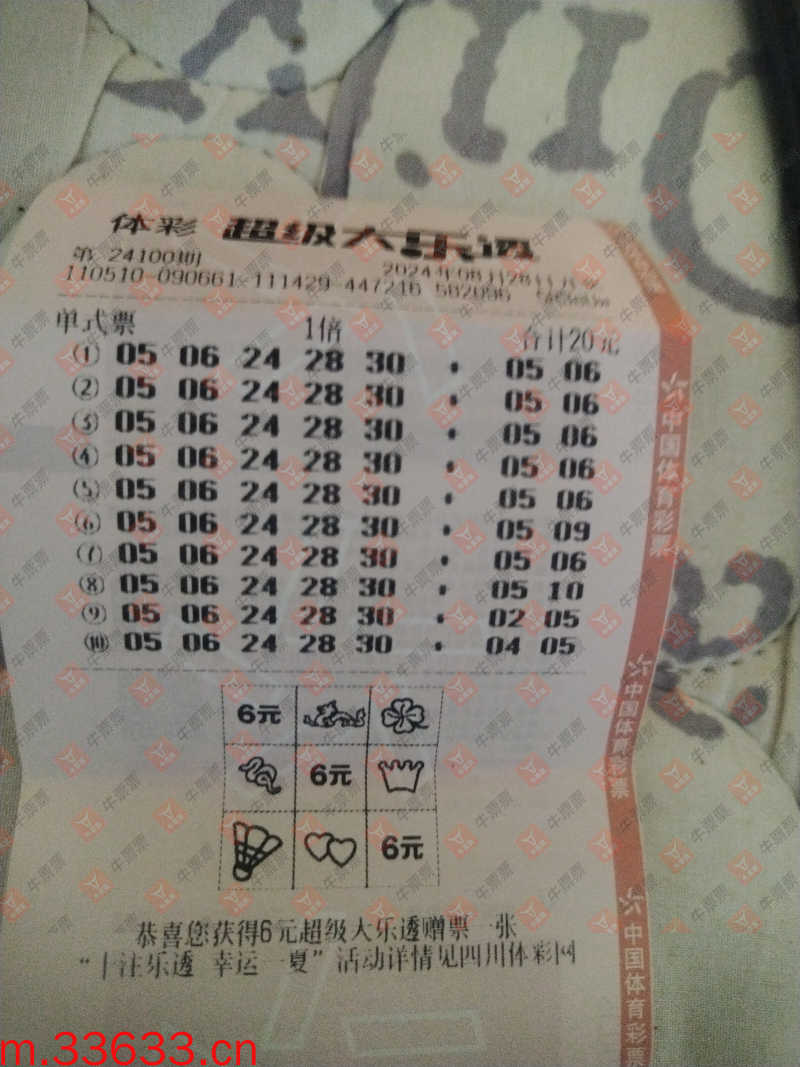 体彩 超级大乐透
第 24100期 2024年08月28日
110510-090661-111429-447216 582096
单式票 1倍 合计20元
(1) 05 06 24 28 30 · 05 06
(2) 05 06 24 28 30 · 05 06
(3) 05 06 24 28 30 · 05 06
(4) 05 06 24 28 30 · 05 06
(5) 05 06 24 28 30 · 05 06
(6) 05 06 24 28 30 · 05 09
(7) 05 06 24 28 30 · 05 06
(8) 05 06 24 28 30 · 05 10
(9) 05 06 24 28 30 · 02 05
(10) 05 06 24 28 30 · 04 05
6元
6元
6元
恭喜您获得6元超级大乐透赠票一张
“十注乐透 幸运一夏”活动详情见四川体彩网
中国体育彩票
中国体育彩票
中国体育彩票
m.33633.cn